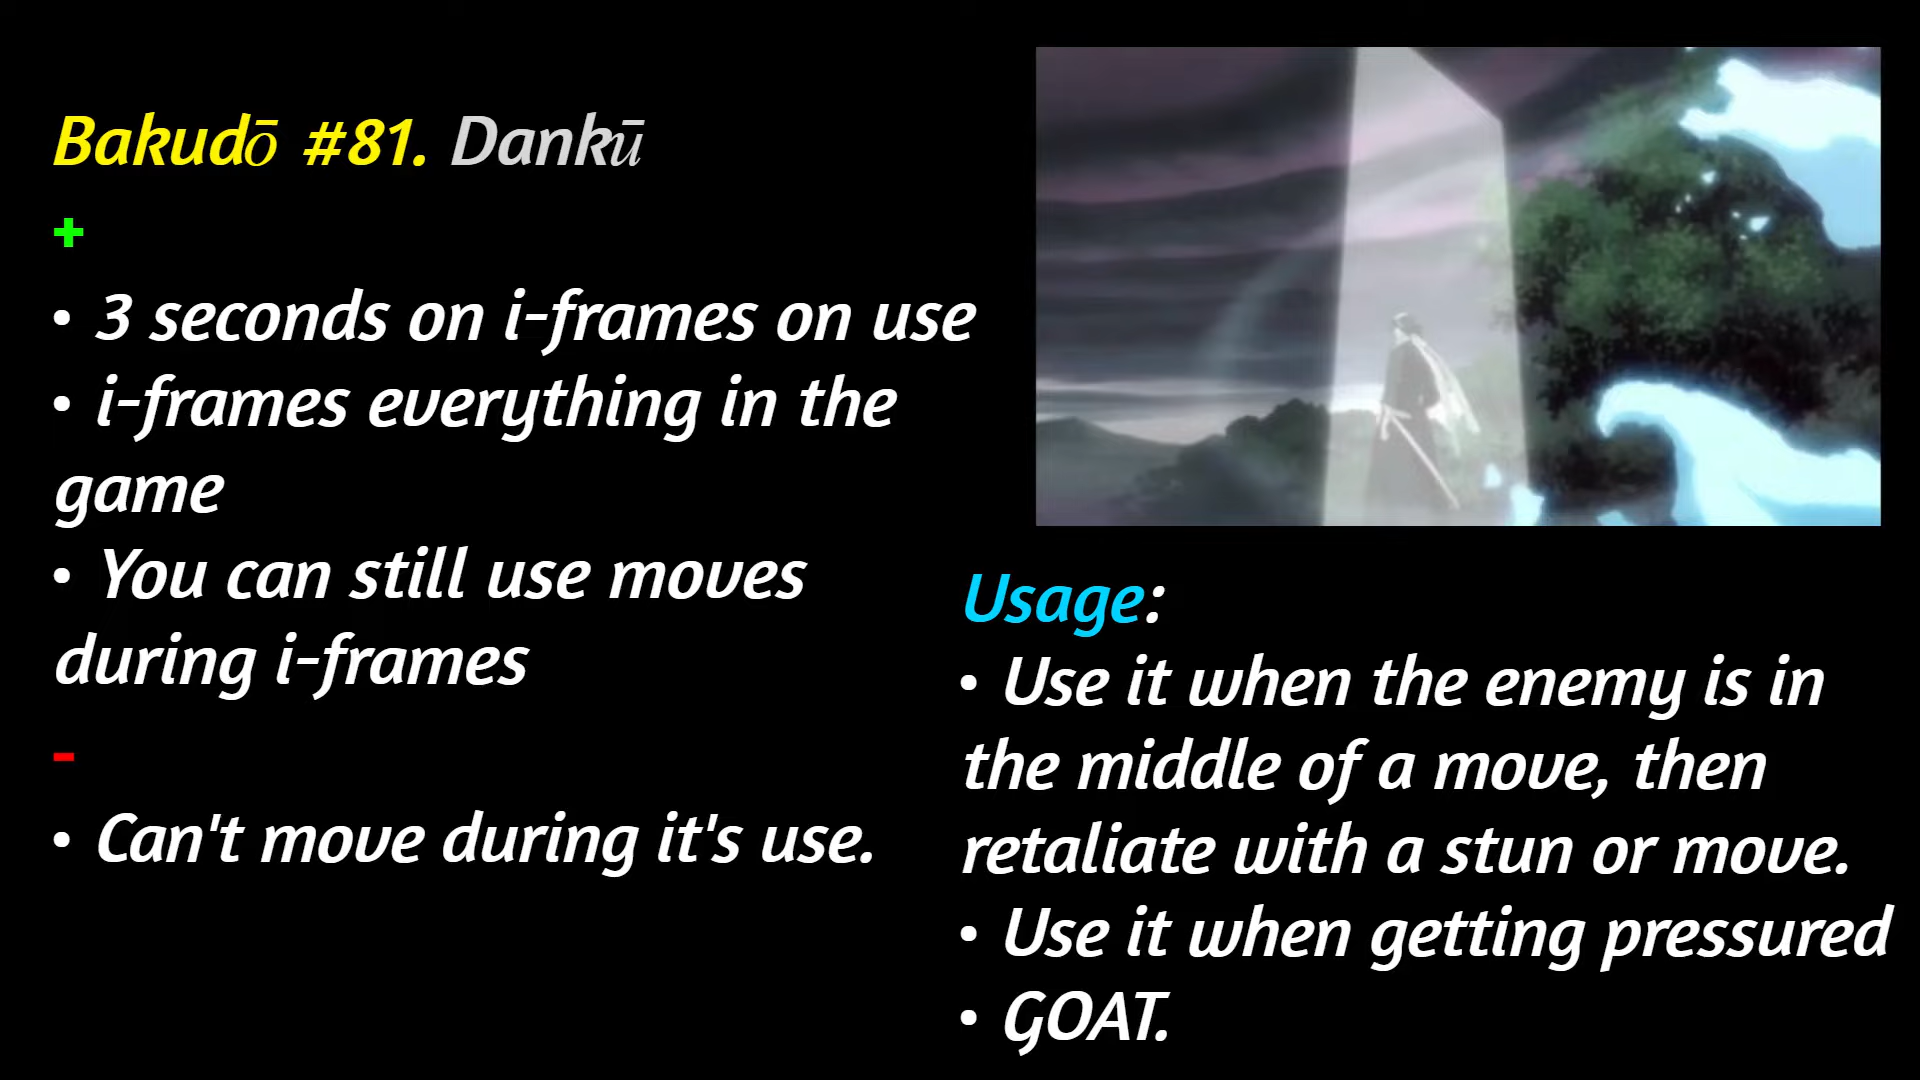 Bakudō #81. Dankū
+
• 3 seconds on i-frames on use
• i-frames everything in the
game
• You can still use moves
during i-frames
-
• Can't move during it's use.
Usage:
• Use it when the enemy is in
the middle of a move, then
retaliate with a stun or move.
• Use it when getting pressured
• GOAT.